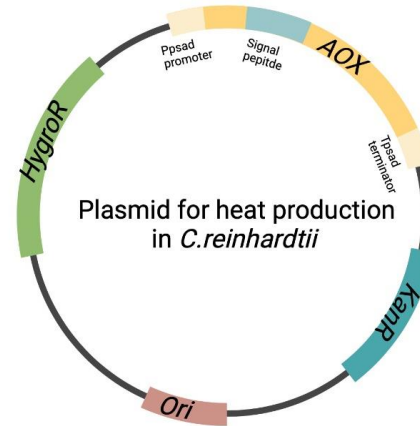 Ppsad
promoter
Signal
pepitde
AOX
Tpsad
terminator
HygroR
Plasmid for heat production
in C.reinhardtii
KanR
Ori